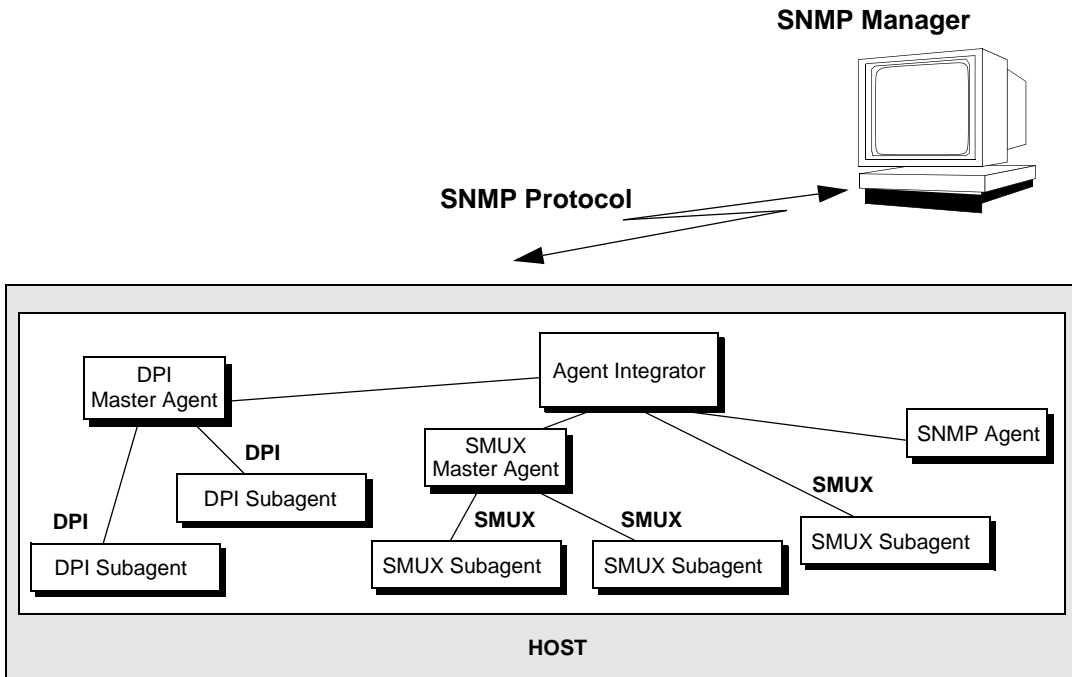 SNMP Manager
SNMP Protocol
DPI
Master Agent
Agent Integrator
SNMP Agent
SMUX
Master Agent
DPI
DPI Subagent
SMUX
DPI
SMUX
SMUX
SMUX Subagent
DPI Subagent
SMUX Subagent
SMUX Subagent
HOST